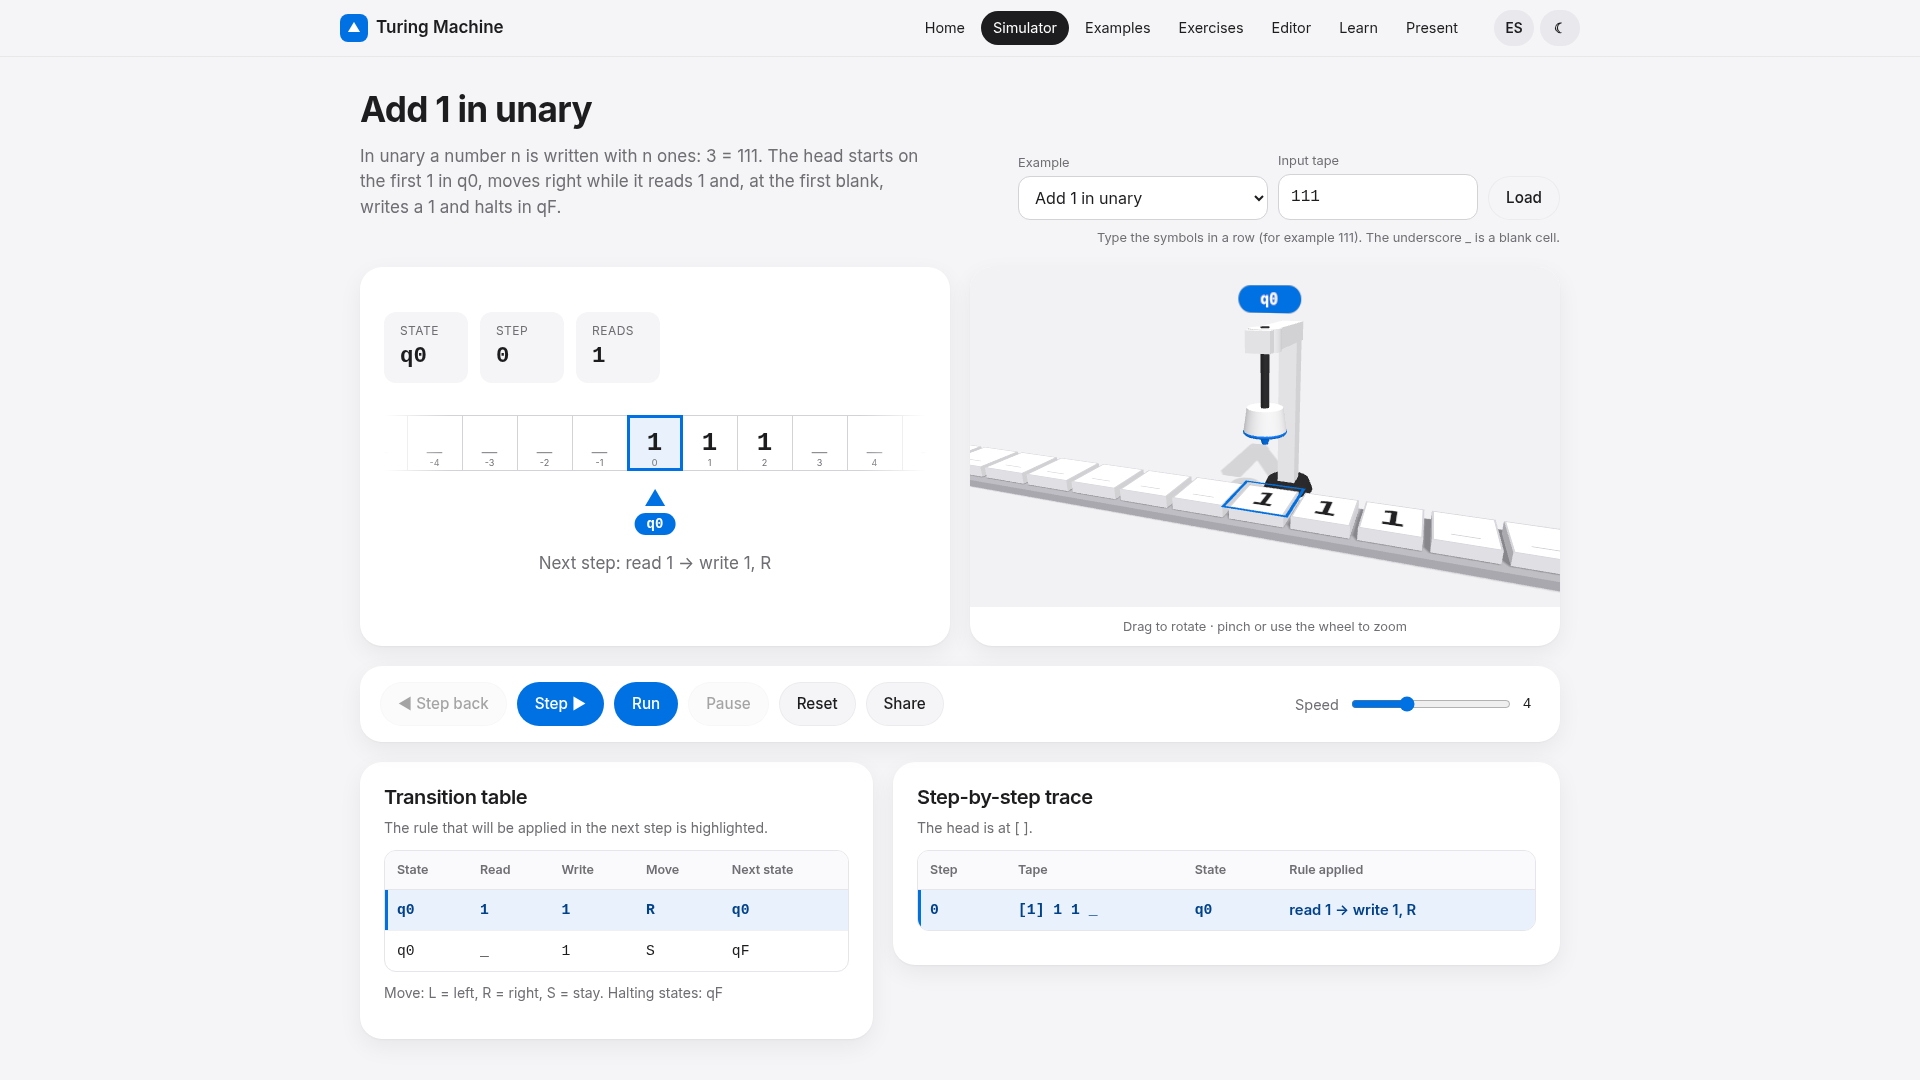 Turing Machine
Home Simulator Examples Exercises Editor Learn Present ES
Add 1 in unary
In unary a number n is written with n ones: 3 = 111. The head starts on
the first 1 in q0, moves right while it reads 1 and, at the first blank,
writes a 1 and halts in qF.
Example
Add 1 in unary
Input tape
111
Load
Type the symbols in a row (for example 111). The underscore _ is a blank cell.
STATE
q0
STEP
0
READS
1
_ _ _ _ 1 1 1 _ _
-4 -3 -2 -1 0 1 2 3 4
q0
Next step: read 1 → write 1, R
q0
1 1 1
Drag to rotate · pinch or use the wheel to zoom
◀ Step back Step ▶ Run Pause Reset Share
Speed 4
Transition table
The rule that will be applied in the next step is highlighted.
State Read Write Move Next state
q0 1 1 R q0
q0 _ 1 S qF
Move: L = left, R = right, S = stay. Halting states: qF
Step-by-step trace
The head is at [ ].
Step Tape State Rule applied
0 [1] 1 1 _ q0 read 1 → write 1, R